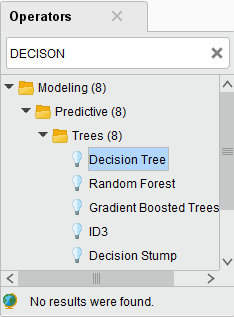 Operators
DECISON
Modeling (8)
Predictive (8)
Trees (8)
Decision Tree
Random Forest
Gradient Boosted Trees
ID3
Decision Stump
No results were found.